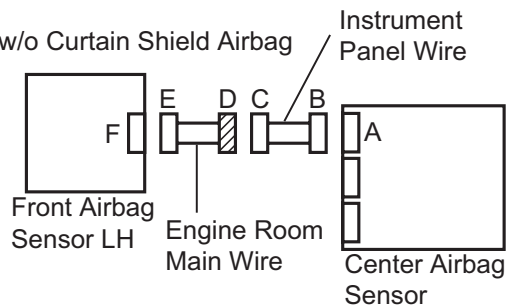 w/o Curtain Shield Airbag
Instrument
Panel Wire
E D C B
F
A
Front Airbag
Sensor LH
Engine Room
Main Wire
Center Airbag
Sensor